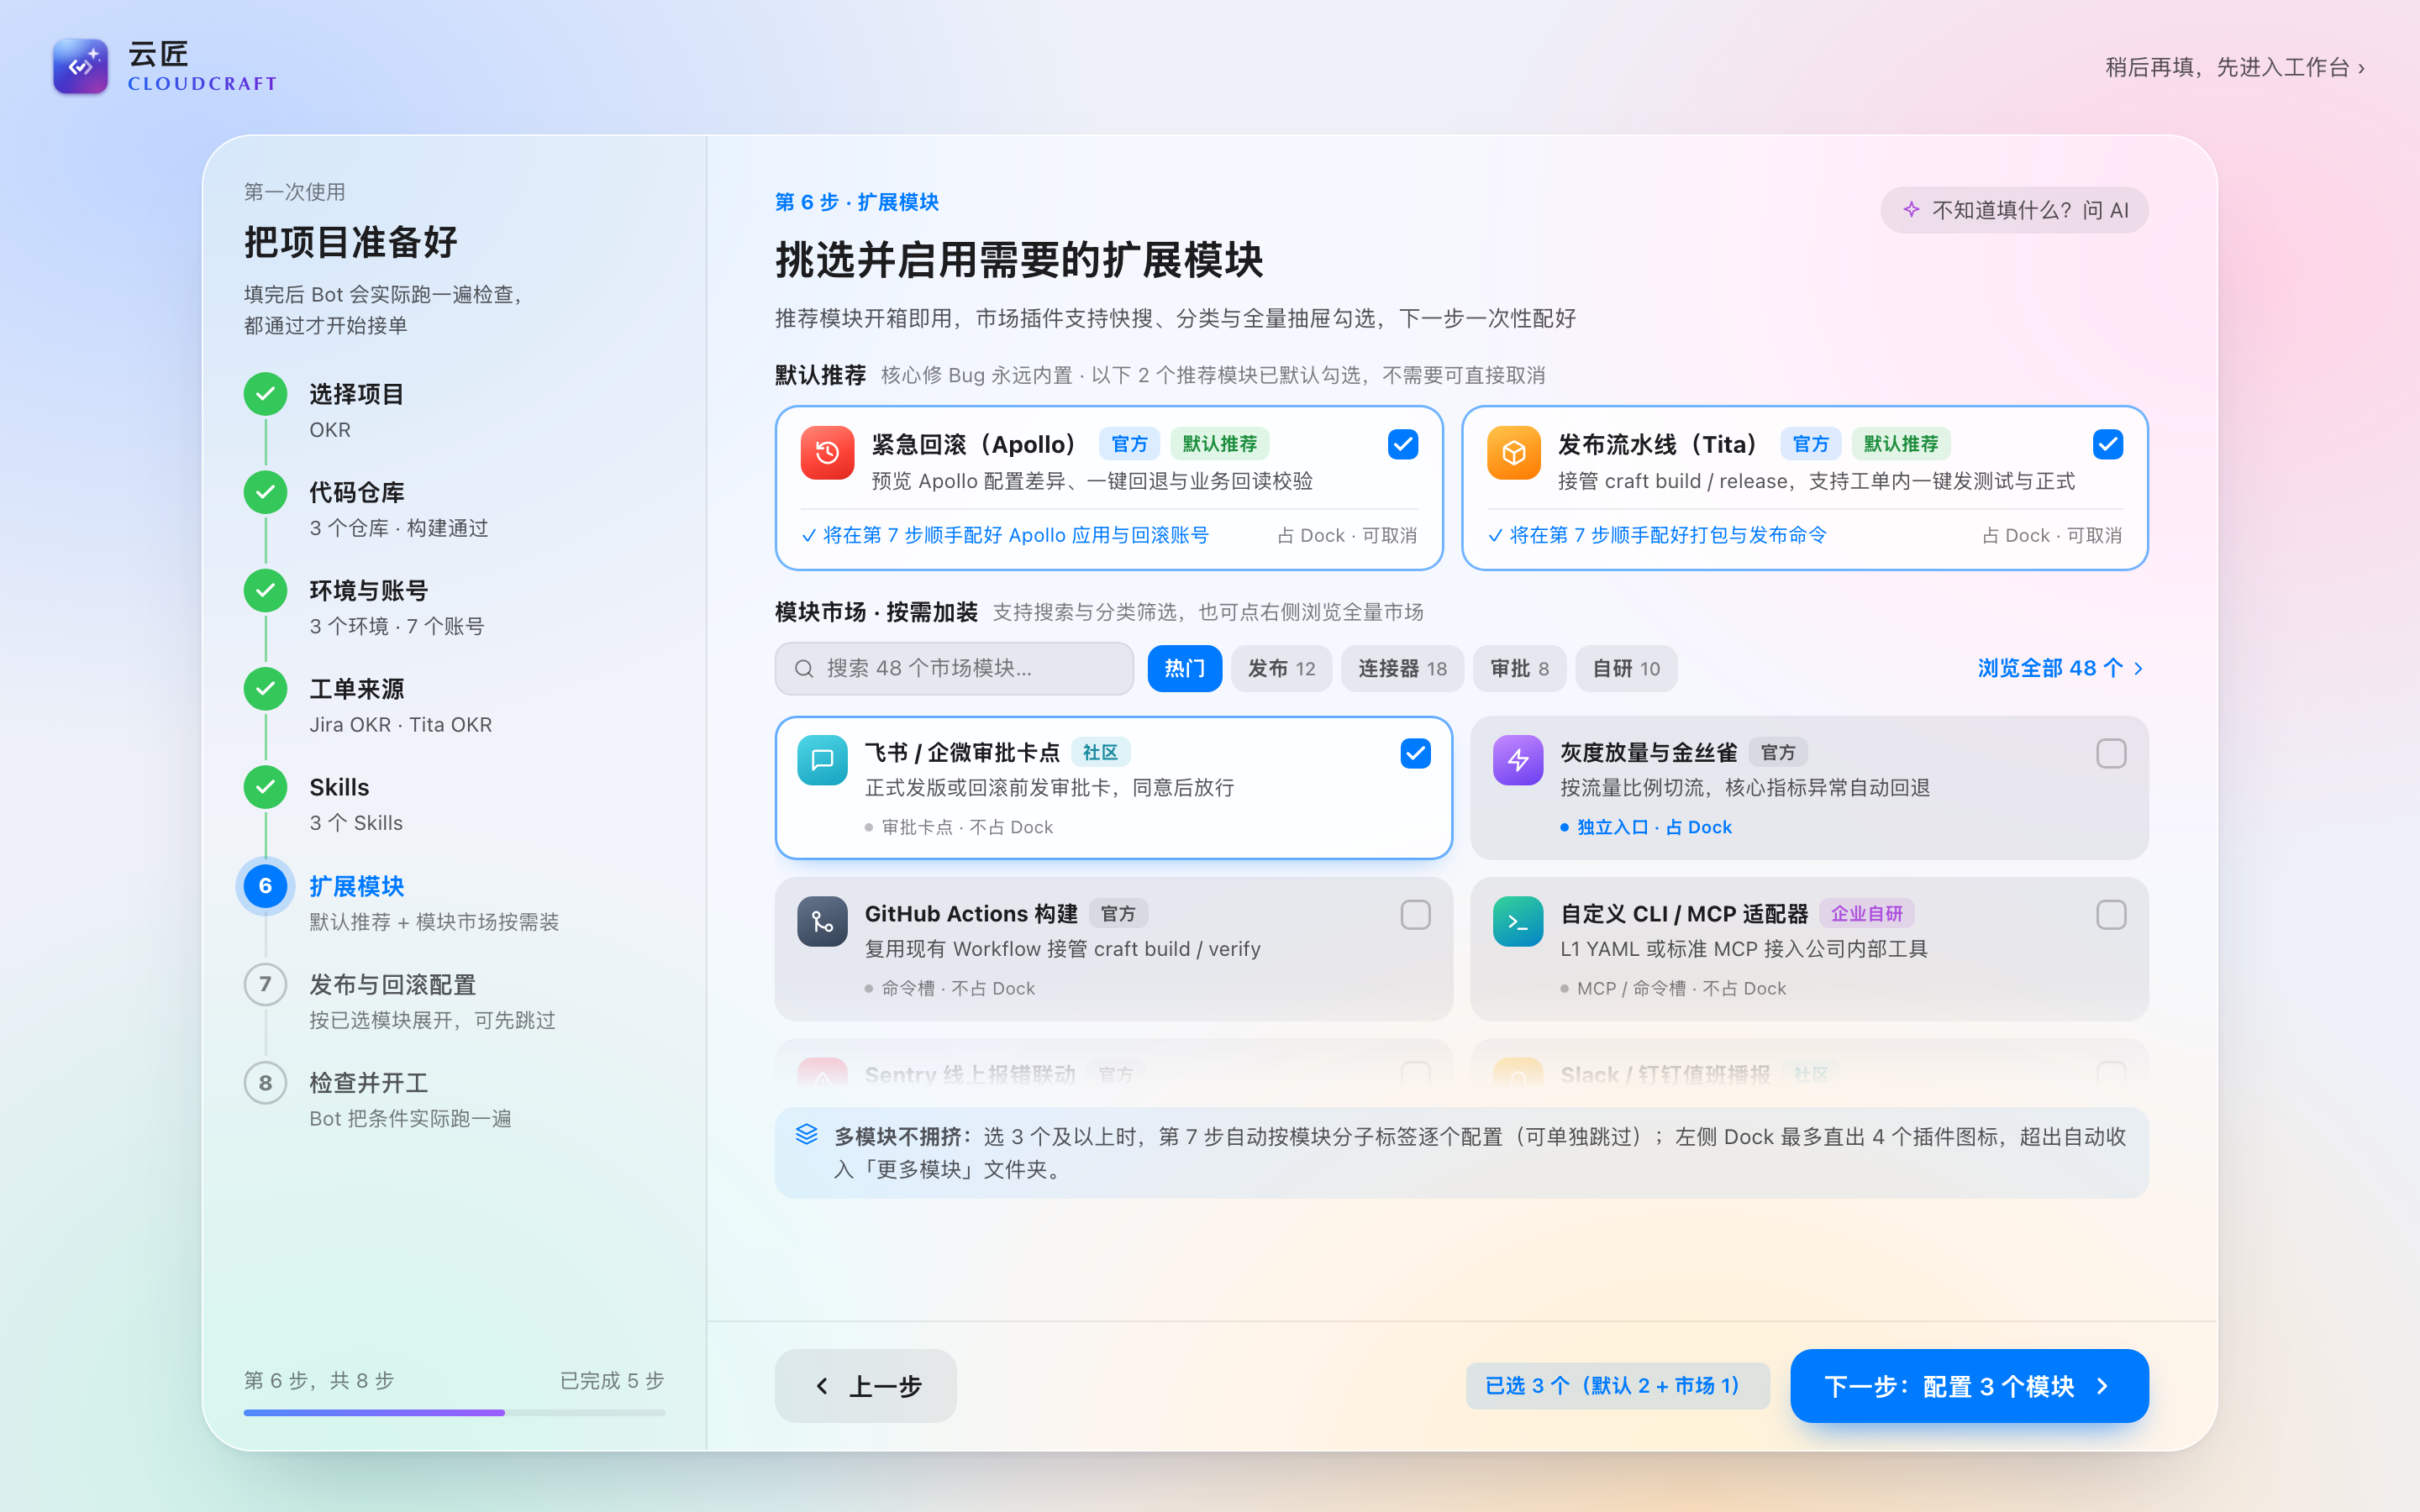 云匠
CLOUDCRAFT
稍后再填，先进入工作台 ›
第一次使用
把项目准备好
填完后 Bot 会实际跑一遍检查，
都通过才开始接单
选择项目
OKR
代码仓库
3 个仓库 · 构建通过
环境与账号
3 个环境 · 7 个账号
工单来源
Jira OKR · Tita OKR
Skills
3 个 Skills
6
扩展模块
默认推荐 + 模块市场按需装
7
发布与回滚配置
按已选模块展开，可先跳过
8
检查并开工
Bot 把条件实际跑一遍
第 6 步，共 8 步
已完成 5 步
第 6 步 · 扩展模块
不知道填什么？问 AI
挑选并启用需要的扩展模块
推荐模块开箱即用，市场插件支持快搜、分类与全量抽屉勾选，下一步一次性配好
默认推荐 核心修 Bug 永远内置 · 以下 2 个推荐模块已默认勾选，不需要可直接取消
紧急回滚（Apollo） 官方 默认推荐
预览 Apollo 配置差异、一键回退与业务回读校验
✓ 将在第 7 步顺手配好 Apollo 应用与回滚账号 占 Dock · 可取消
发布流水线（Tita） 官方 默认推荐
接管 craft build / release，支持工单内一键发测试与正式
✓ 将在第 7 步顺手配好打包与发布命令 占 Dock · 可取消
模块市场 · 按需加装 支持搜索与分类筛选，也可点右侧浏览全量市场
搜索 48 个市场模块... 热门 发布 12 连接器 18 审批 8 自研 10 浏览全部 48 个 ›
飞书 / 企微审批卡点 社区
正式发版或回滚前发审批卡，同意后放行
审批卡点 · 不占 Dock
灰度放量与金丝雀 官方
按流量比例切流，核心指标异常自动回退
独立入口 · 占 Dock
GitHub Actions 构建 官方
复用现有 Workflow 接管 craft build / verify
命令槽 · 不占 Dock
自定义 CLI / MCP 适配器 企业自研
L1 YAML 或标准 MCP 接入公司内部工具
MCP / 命令槽 · 不占 Dock
Sentry 线上报错联动 官方
Slack / 钉钉值班播报 社区
多模块不拥挤：选 3 个及以上时，第 7 步自动按模块分子标签逐个配置（可单独跳过）；左侧 Dock 最多直出 4 个插件图标，超出自动收
入「更多模块」文件夹。
上一步
已选 3 个（默认 2 + 市场 1）
下一步：配置 3 个模块